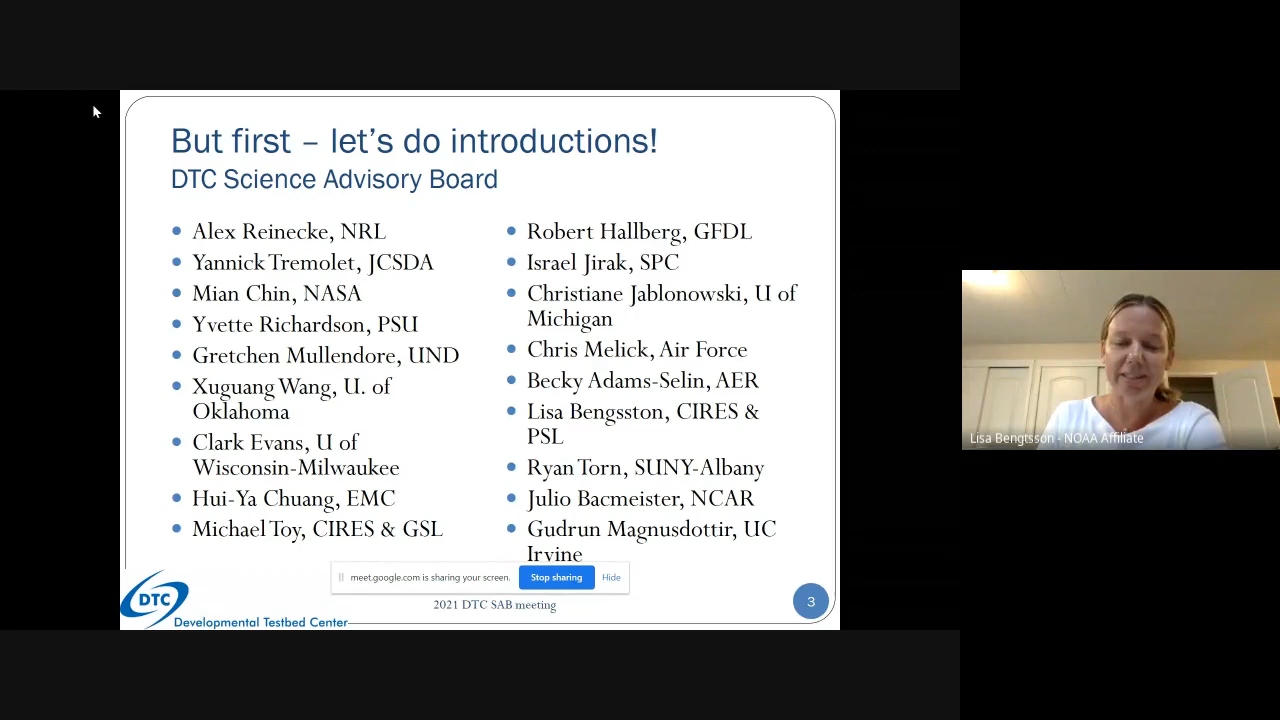 But first – let's do introductions!
DTC Science Advisory Board
Alex Reinecke, NRL
Yannick Tremolet, JCSDA
Mian Chin, NASA
Yvette Richardson, PSU
Gretchen Mullendore, UND
Xuguang Wang, U. of
Oklahoma
Clark Evans, U of
Wisconsin-Milwaukee
Hui-Ya Chuang, EMC
Michael Toy, CIRES & GSL
Robert Hallberg, GFDL
Israel Jirak, SPC
Christiane Jablonowski, U of
Michigan
Chris Melick, Air Force
Becky Adams-Selin, AER
Lisa Bengsston, CIRES &
PSL
Ryan Torn, SUNY-Albany
Julio Bacmeister, NCAR
Gudrun Magnusdottir, UC
Irvine
meet.google.com is sharing your screen.
Stop sharing
Hide
DTC
Developmental Testbed Center
2021 DTC SAB meeting
3
Lisa Bengtsson - NOAA Affiliate